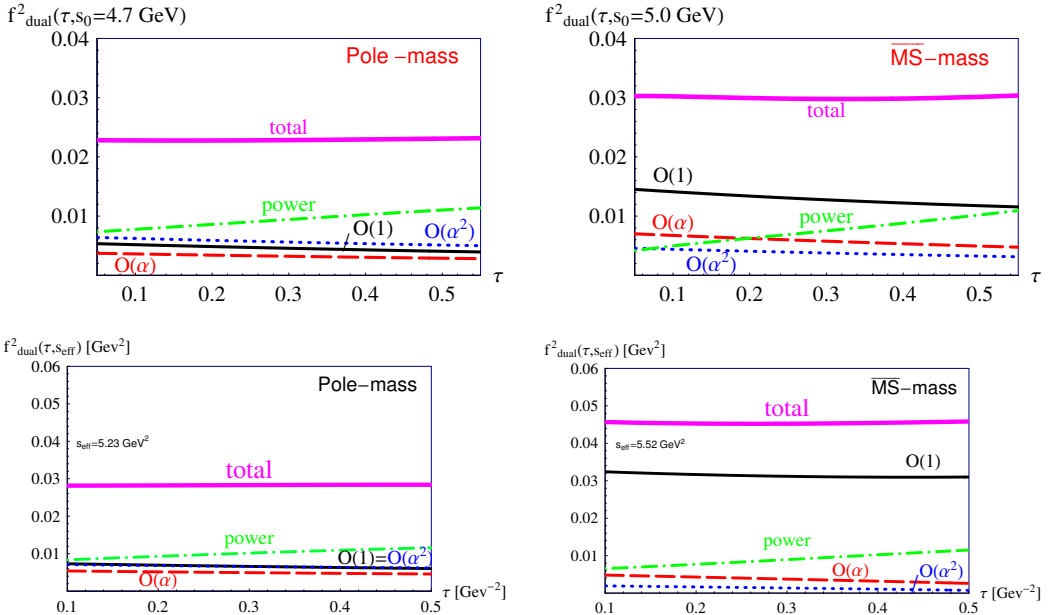 f²dual(τ,s₀=4.7 GeV)
0.04
Pole −mass
0.03
total
0.02
power
0.01
O(1)
O(α²)
O(α)
0.1 0.2 0.3 0.4 0.5 τ
f²dual(τ,s₀=5.0 GeV)
0.04
M̅S̅−mass
0.03
total
0.02
O(1)
0.01
O(α)
power
O(α²)
0.1 0.2 0.3 0.4 0.5 τ
f²dual(τ,seff) [Gev²]
0.06
Pole−mass
0.05
0.04
seff=5.23 GeV²
0.03
total
0.02
power
0.01
O(1)=O(α²)
O(α)
0.1 0.2 0.3 0.4 0.5 τ [Gev⁻²]
f²dual(τ,seff) [Gev²]
0.06
M̅S̅−mass
0.05
total
0.04
seff=5.52 GeV²
O(1)
0.03
0.02
power
0.01
O(α)
O(α²)
0.1 0.2 0.3 0.4 0.5 τ [Gev⁻²]